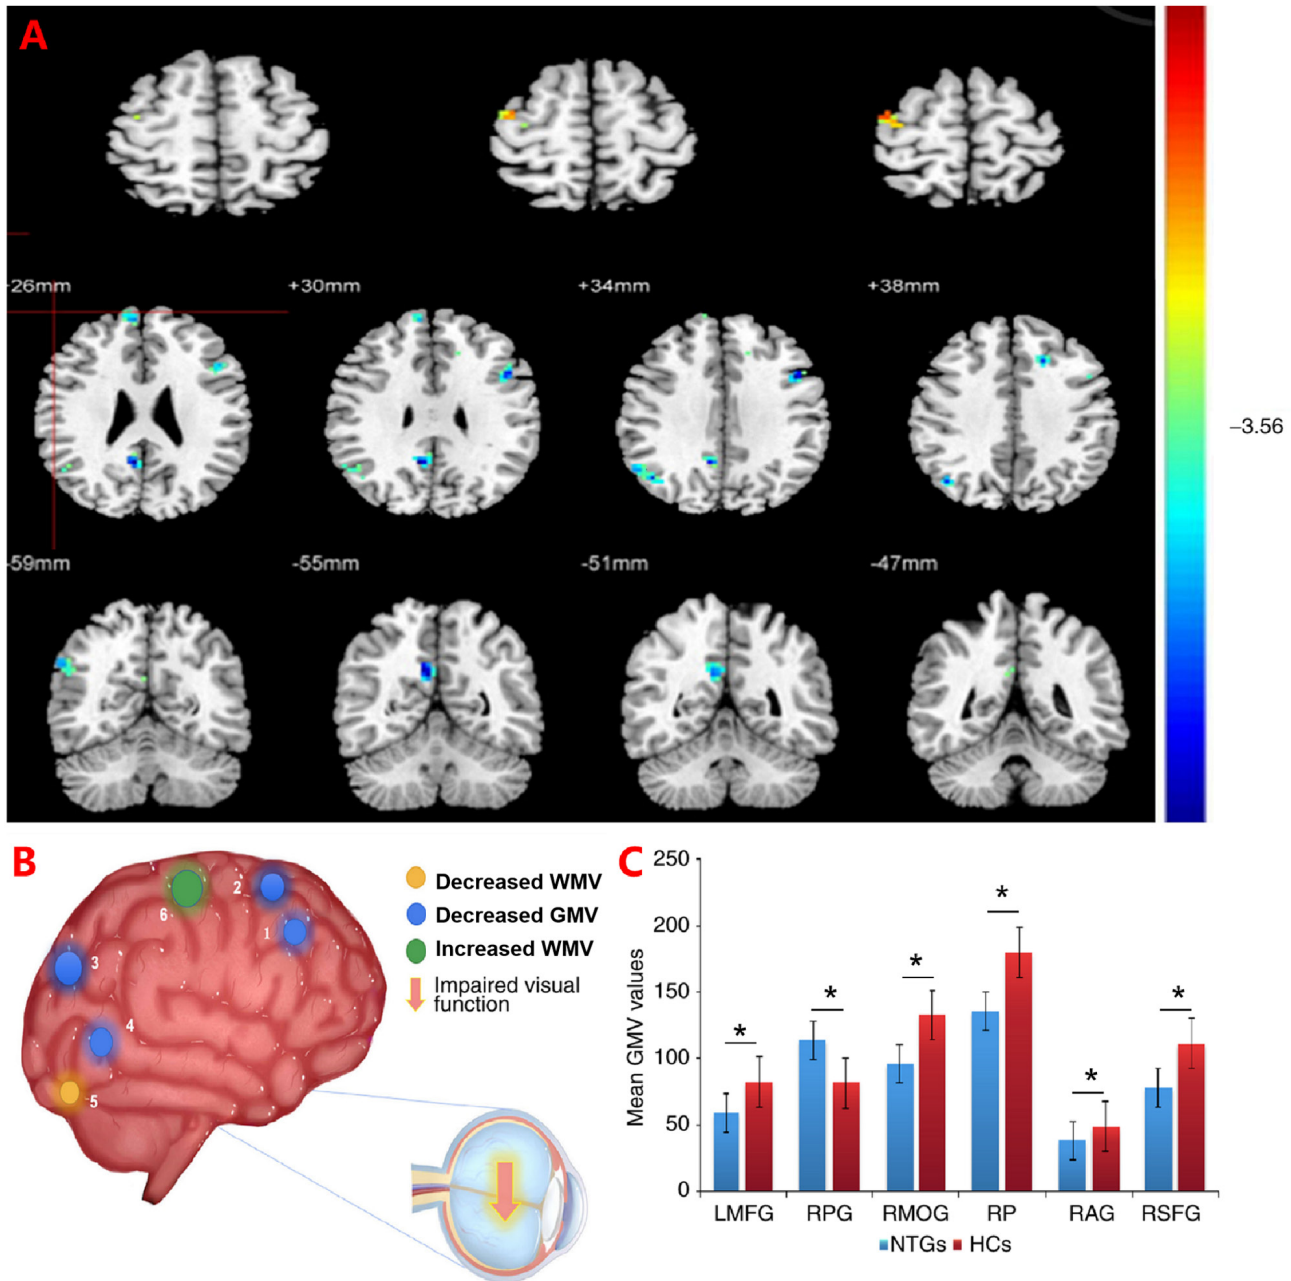 A
-26mm
+30mm
+34mm
+38mm
−3.56
-59mm
-55mm
-51mm
-47mm
B
2
6
1
3
4
5
Decreased WMV
Decreased GMV
Increased WMV
Impaired visual
function
C
Mean GMV values
250
200
150
100
50
0
*
*
*
*
*
*
LMFG
RPG
RMOG
RP
RAG
RSFG
NTGs
HCs